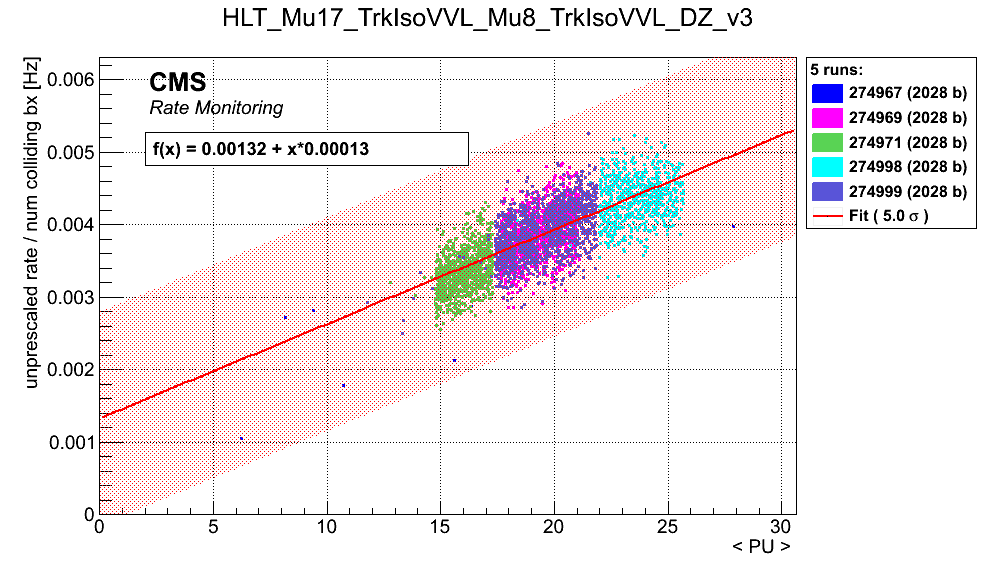 HLT_Mu17_TrkIsoVVL_Mu8_TrkIsoVVL_DZ_v3
unprescaled rate / num colliding bx [Hz]
CMS
Rate Monitoring
f(x) = 0.00132 + x*0.00013
0.006
0.005
0.004
0.003
0.002
0.001
0
0 5 10 15 20 25 30
< PU >
5 runs:
274967 (2028 b)
274969 (2028 b)
274971 (2028 b)
274998 (2028 b)
274999 (2028 b)
Fit ( 5.0 σ )